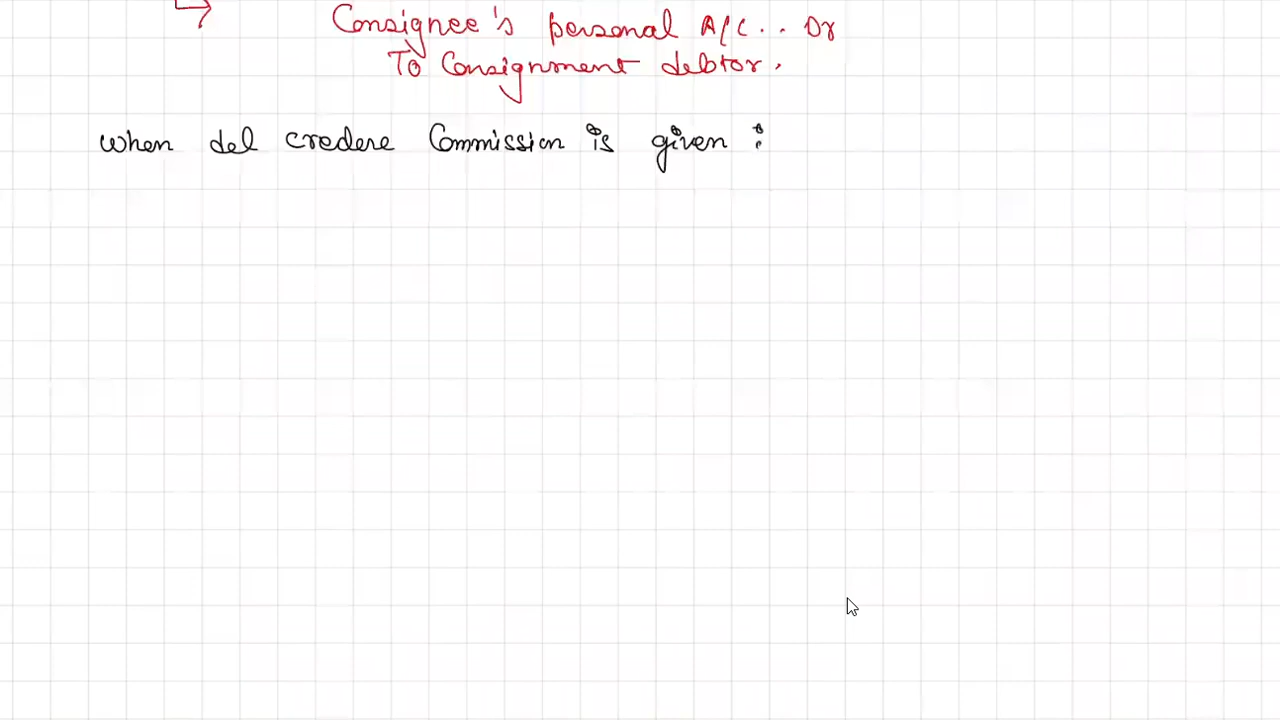 Consignee's personal A/C.. Dr
To Consignment debtor.
when del credere Commission is given :